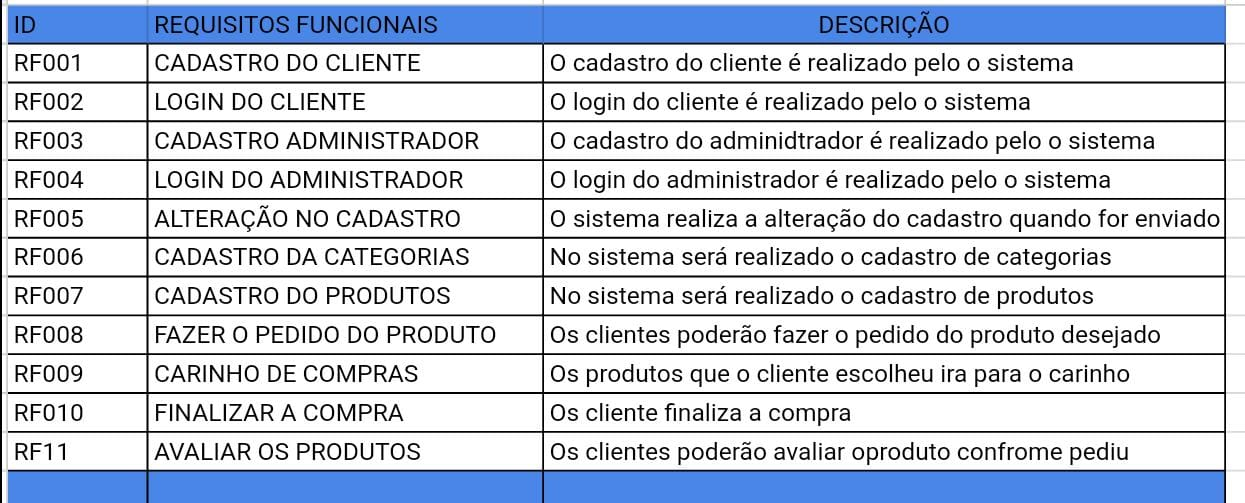 ID REQUISITOS FUNCIONAIS DESCRIÇÃO
RF001 CADASTRO DO CLIENTE O cadastro do cliente é realizado pelo o sistema
RF002 LOGIN DO CLIENTE O login do cliente é realizado pelo o sistema
RF003 CADASTRO ADMINISTRADOR O cadastro do adminidtrador é realizado pelo o sistema
RF004 LOGIN DO ADMINISTRADOR O login do administrador é realizado pelo o sistema
RF005 ALTERAÇÃO NO CADASTRO O sistema realiza a alteração do cadastro quando for enviado
RF006 CADASTRO DA CATEGORIAS No sistema será realizado o cadastro de categorias
RF007 CADASTRO DO PRODUTOS No sistema será realizado o cadastro de produtos
RF008 FAZER O PEDIDO DO PRODUTO Os clientes poderão fazer o pedido do produto desejado
RF009 CARINHO DE COMPRAS Os produtos que o cliente escolheu ira para o carinho
RF010 FINALIZAR A COMPRA Os cliente finaliza a compra
RF11 AVALIAR OS PRODUTOS Os clientes poderão avaliar oproduto confrome pediu